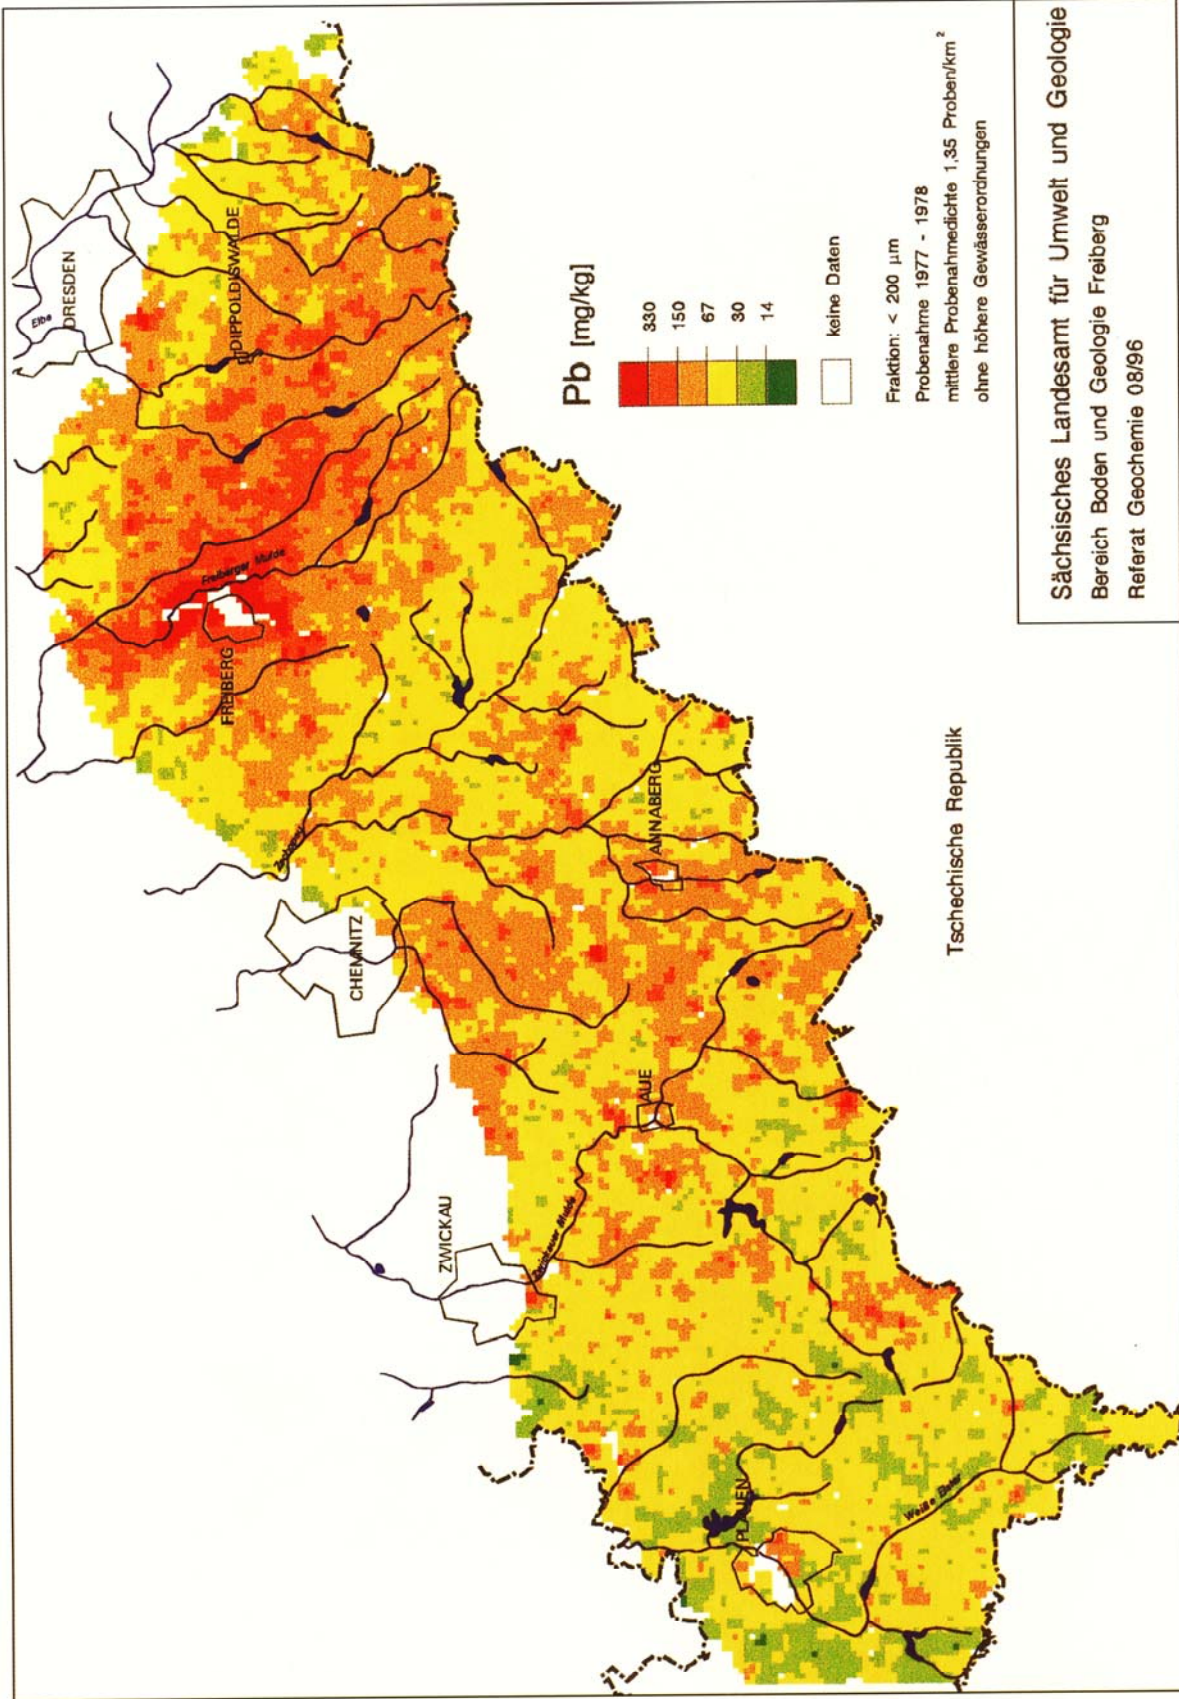 Elbe
DRESDEN
DIPPOLDISWALDE
Freiberger Mulde
FREIBERG
Zschopau
CHEMNITZ
ANNABERG
AUE
ZWICKAU
Zwickauer Mulde
PLAUEN
Weiße Elster
Tschechische Republik
Pb [mg/kg]
330
150
67
30
14
keine Daten
Fraktion: < 200 µm
Probenahme 1977 - 1978
mittlere Probenahmedichte 1,35 Proben/km²
ohne höhere Gewässerordnungen
Sächsisches Landesamt für Umwelt und Geologie
Bereich Boden und Geologie Freiberg
Referat Geochemie 08/96